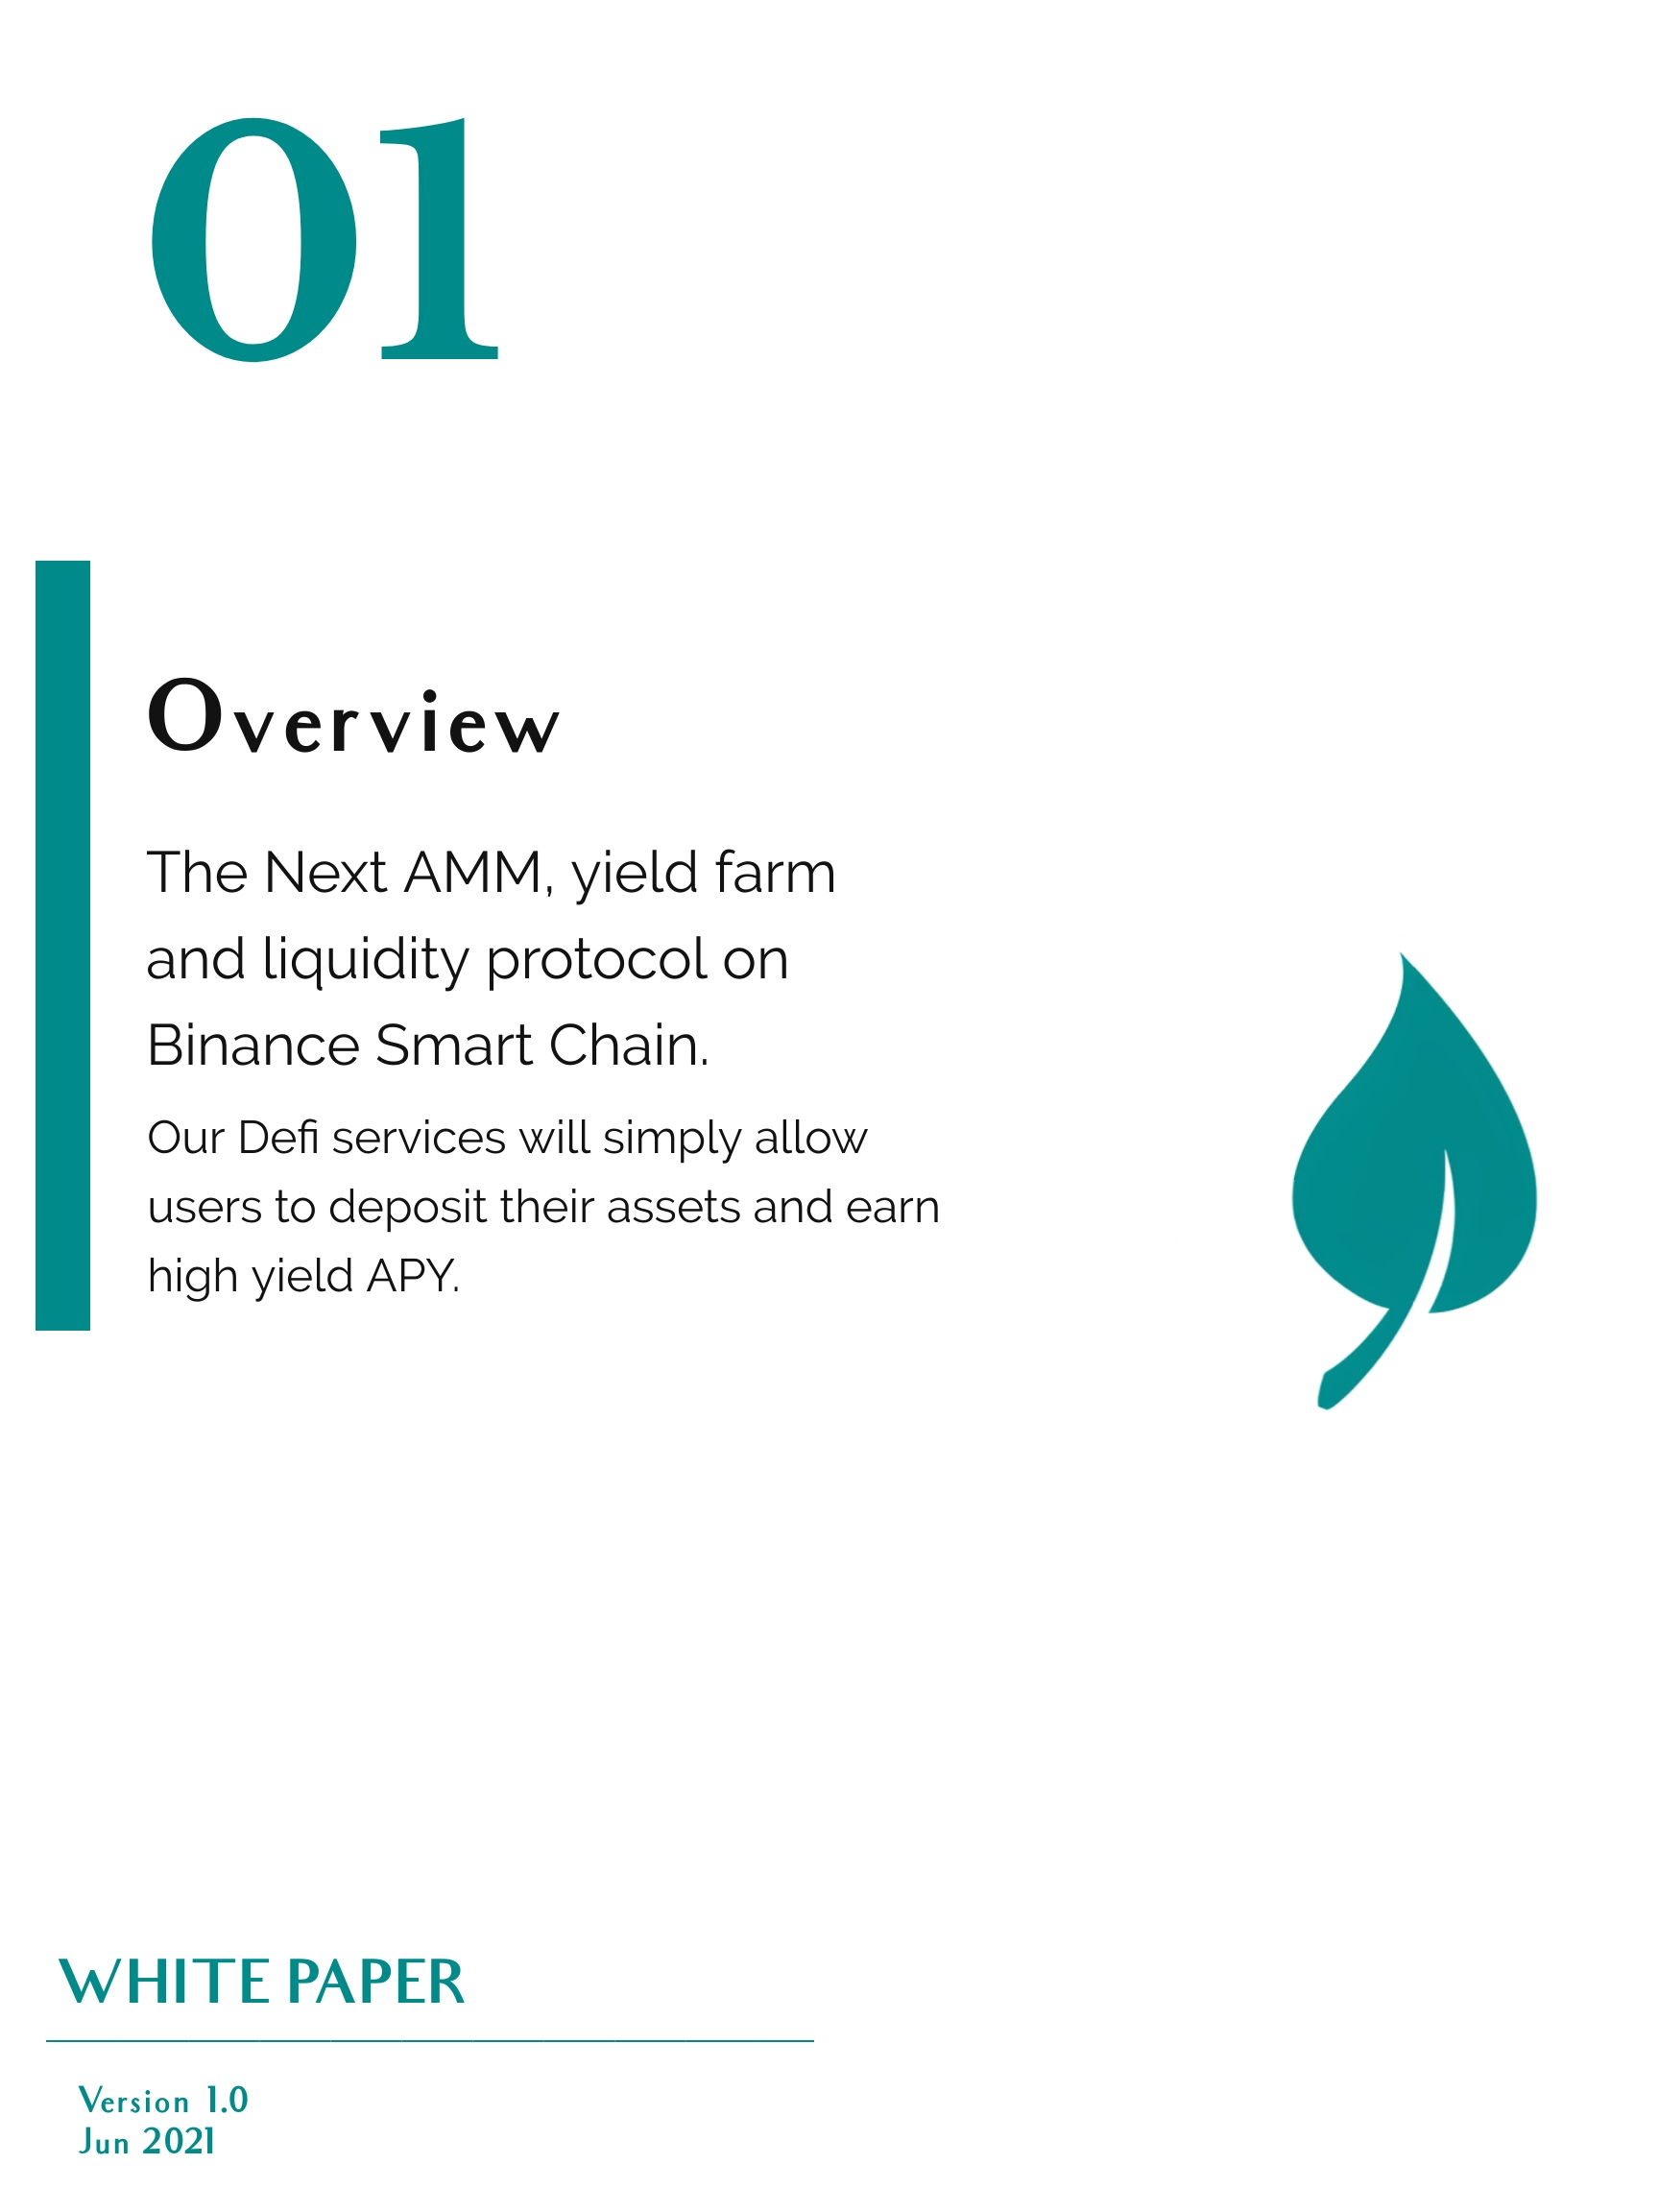 01
Overview
The Next AMM, yield farm
and liquidity protocol on
Binance Smart Chain.
Our Defi services will simply allow
users to deposit their assets and earn
high yield APY.
WHITE PAPER
Version 1.0
Jun 2021